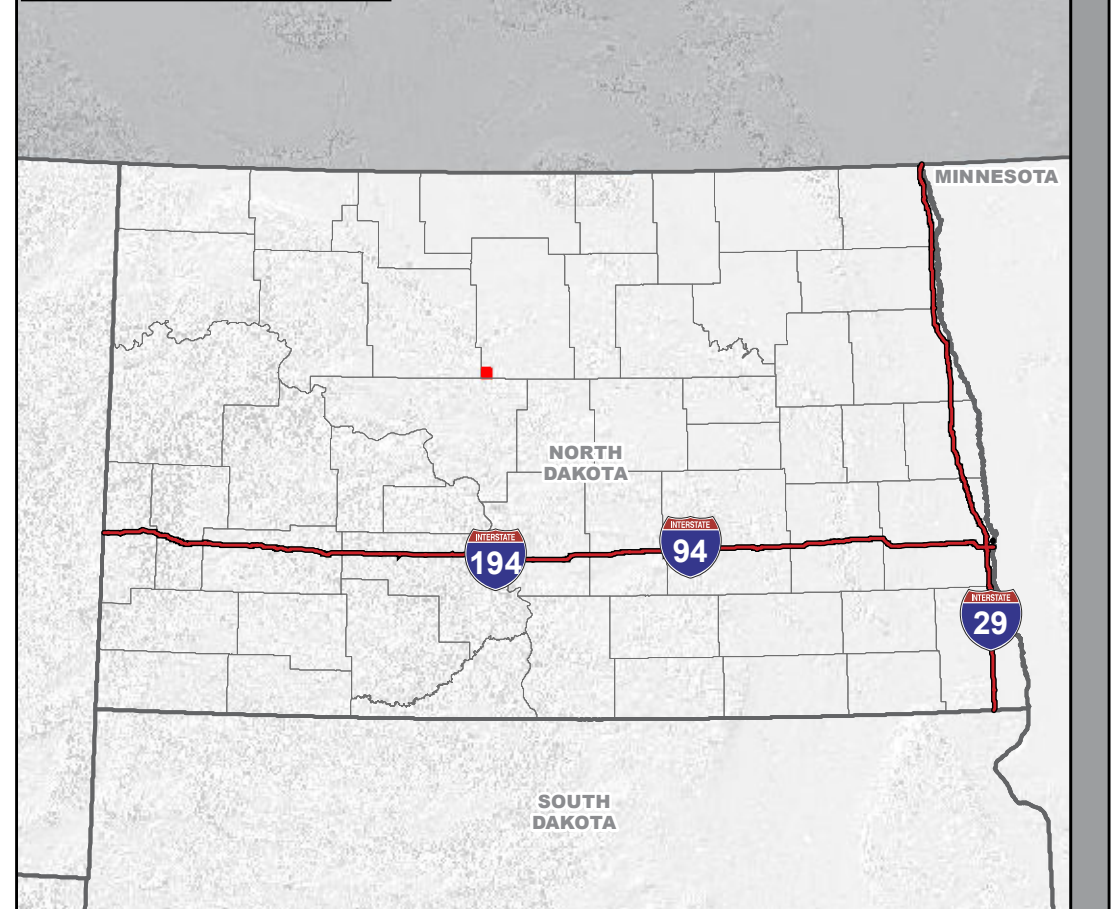 MINNESOTA
NORTH
DAKOTA
INTERSTATE
194
INTERSTATE
94
INTERSTATE
29
SOUTH
DAKOTA